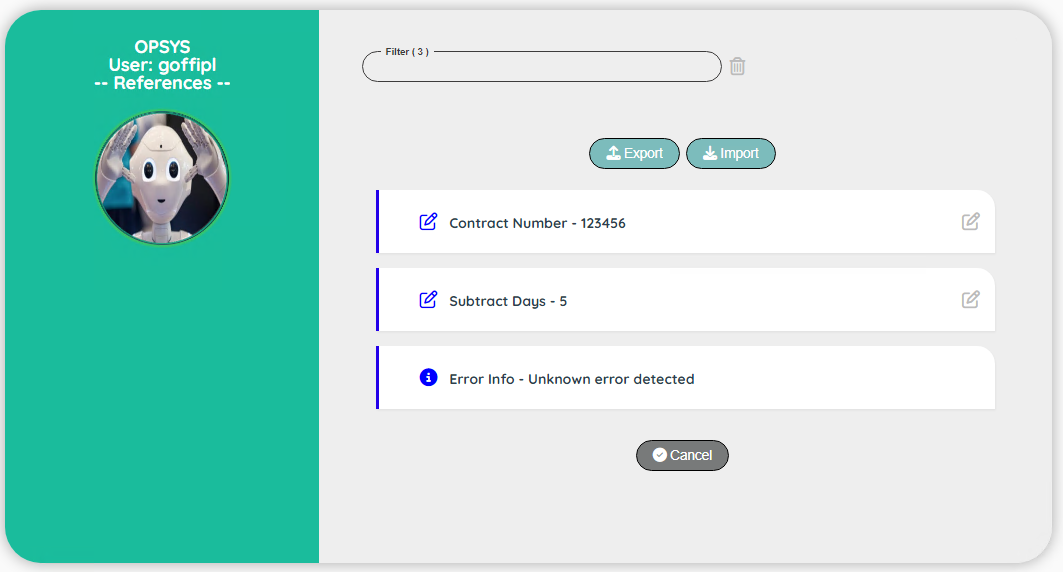 OPSYS
User: goffipl
-- References --
Filter ( 3 )
Export
Import
Contract Number - 123456
Subtract Days - 5
Error Info - Unknown error detected
Cancel